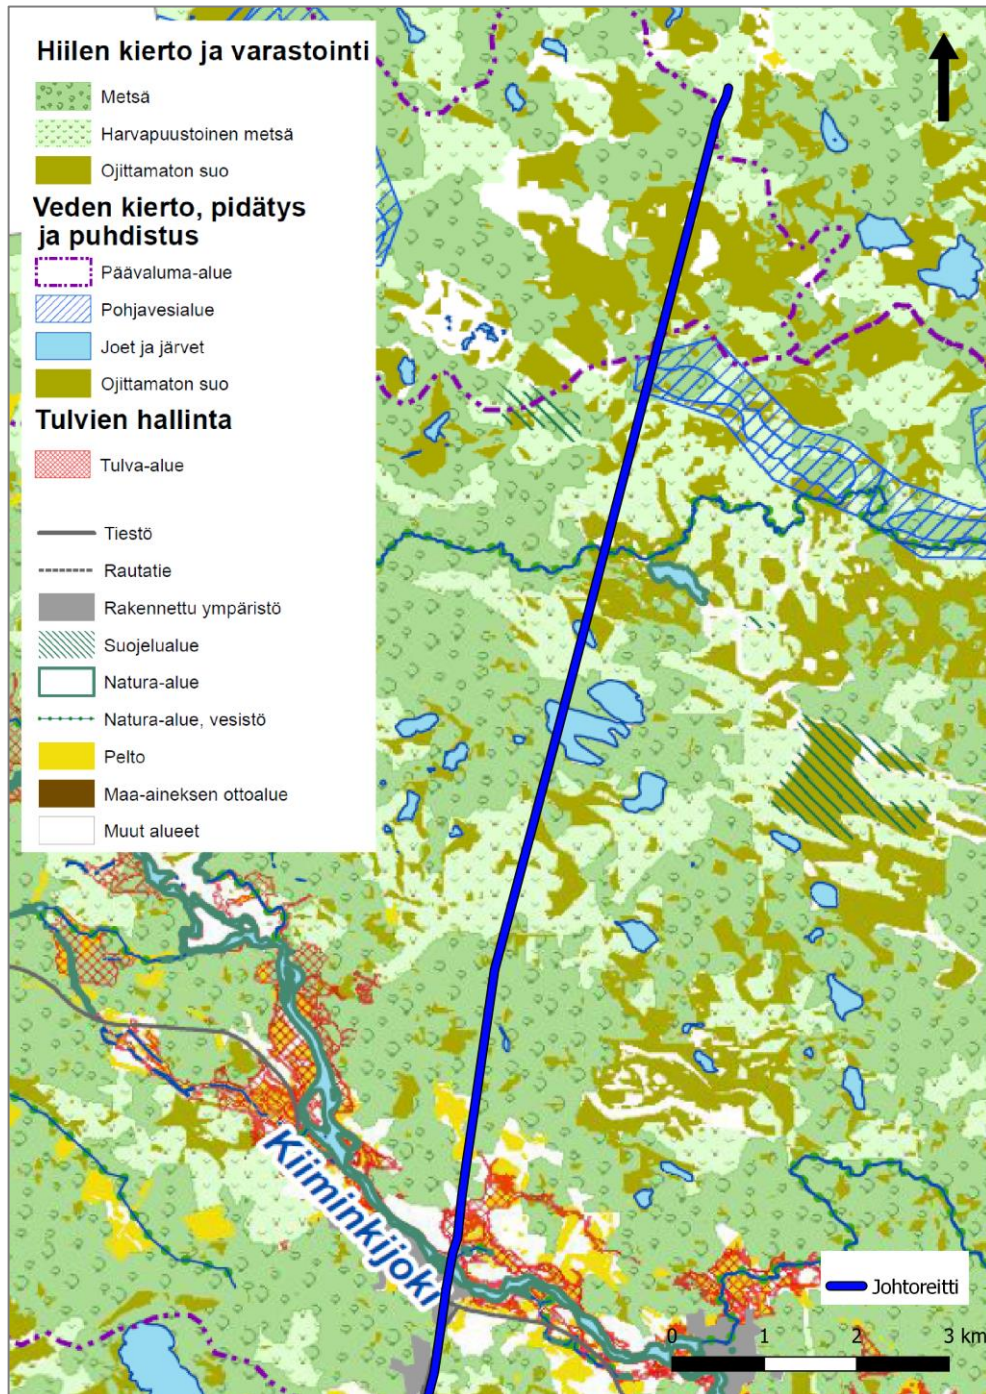 Hiilen kierto ja varastointi
Metsä
Harvapuustoinen metsä
Ojittamaton suo
Veden kierto, pidätys
ja puhdistus
Päävaluma-alue
Pohjavesialue
Joet ja järvet
Ojittamaton suo
Tulvien hallinta
Tulva-alue
Tiestö
Rautatie
Rakennettu ympäristö
Suojelualue
Natura-alue
Natura-alue, vesistö
Pelto
Maa-aineksen ottoalue
Muut alueet
Kiiminkijoki
Johtoreitti
0 1 2 3 km